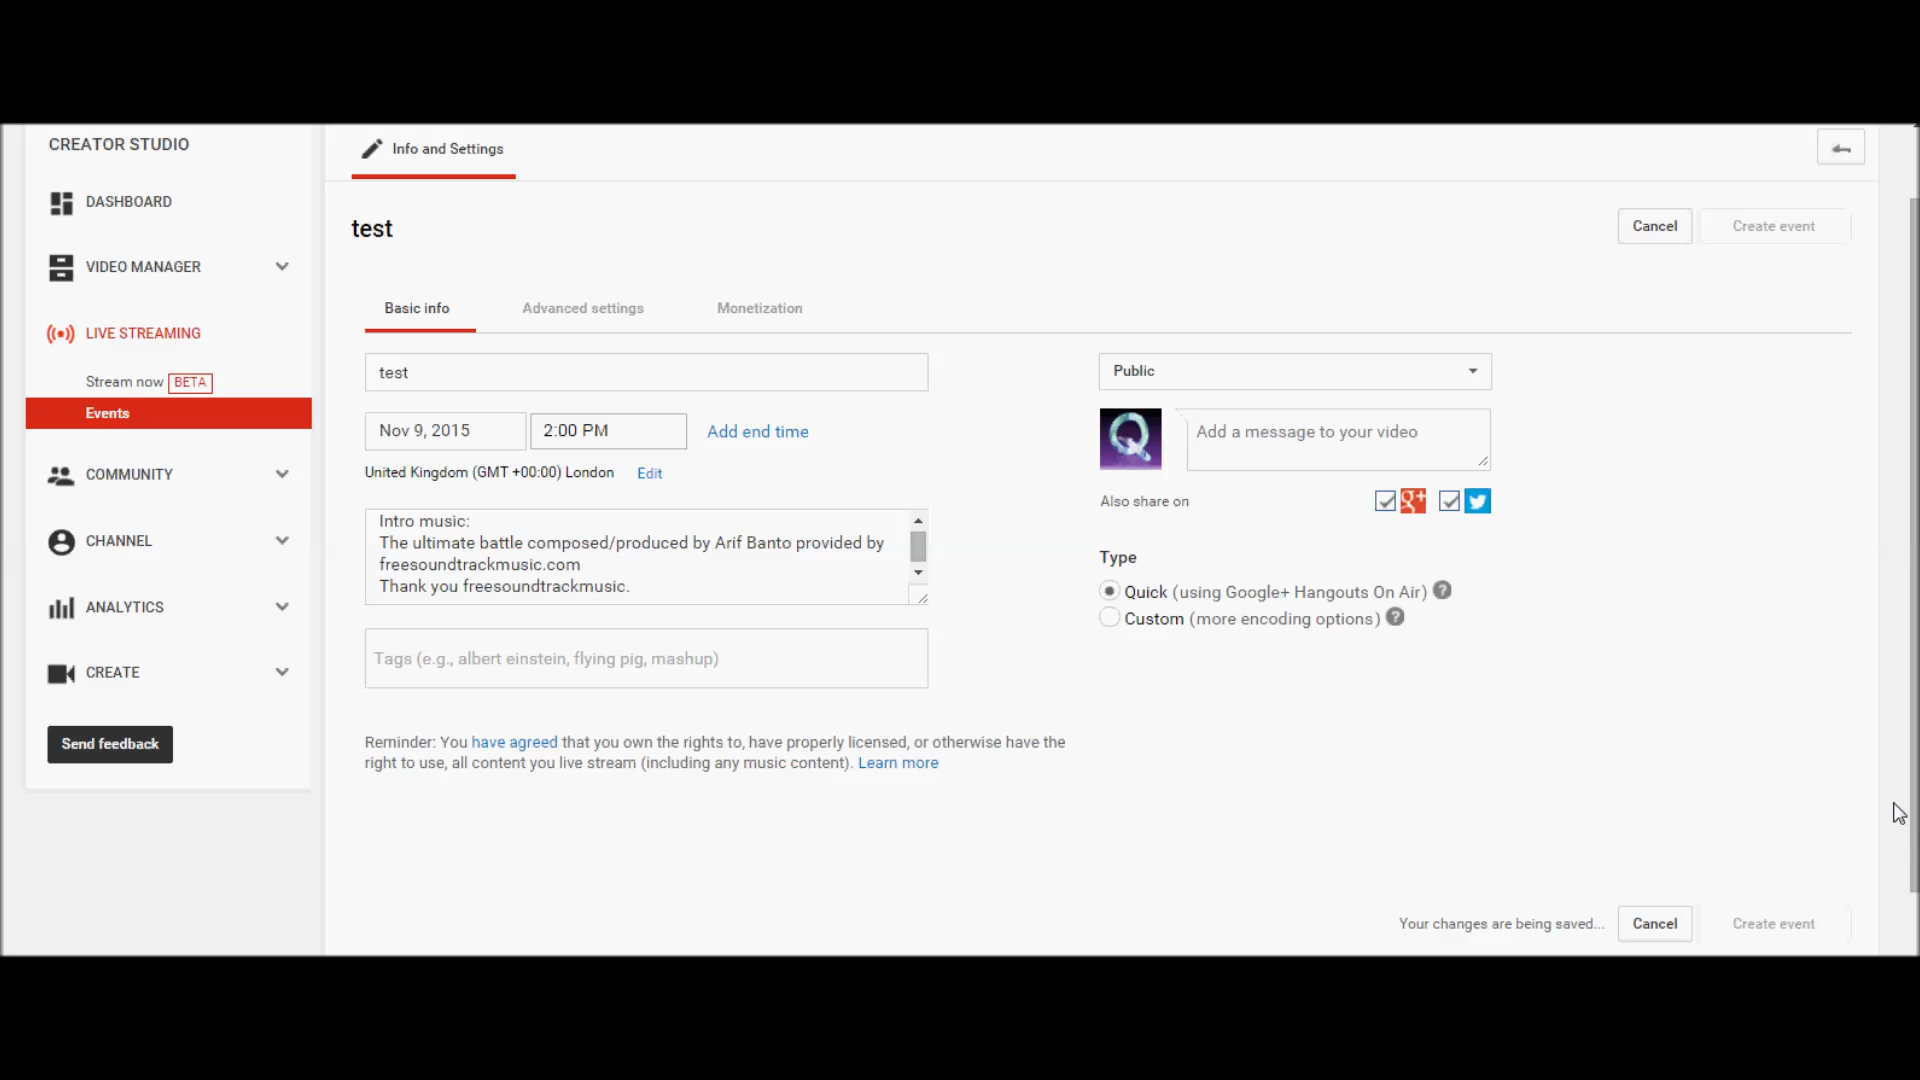 CREATOR STUDIO
DASHBOARD
VIDEO MANAGER
LIVE STREAMING
Stream now BETA
Events
COMMUNITY
CHANNEL
ANALYTICS
CREATE
Send feedback
Info and Settings
test
Cancel
Create event
Basic info
Advanced settings
Monetization
test
Nov 9, 2015
2:00 PM
Add end time
United Kingdom (GMT +00:00) London
Edit
Intro music:
The ultimate battle composed/produced by Arif Banto provided by
freesoundtrackmusic.com
Thank you freesoundtrackmusic.
Tags (e.g., albert einstein, flying pig, mashup)
Public
Q
Add a message to your video
Also share on
g+
Type
Quick (using Google+ Hangouts On Air) ?
Custom (more encoding options) ?
Reminder: You have agreed that you own the rights to, have properly licensed, or otherwise have the
right to use, all content you live stream (including any music content). Learn more
Your changes are being saved...
Cancel
Create event